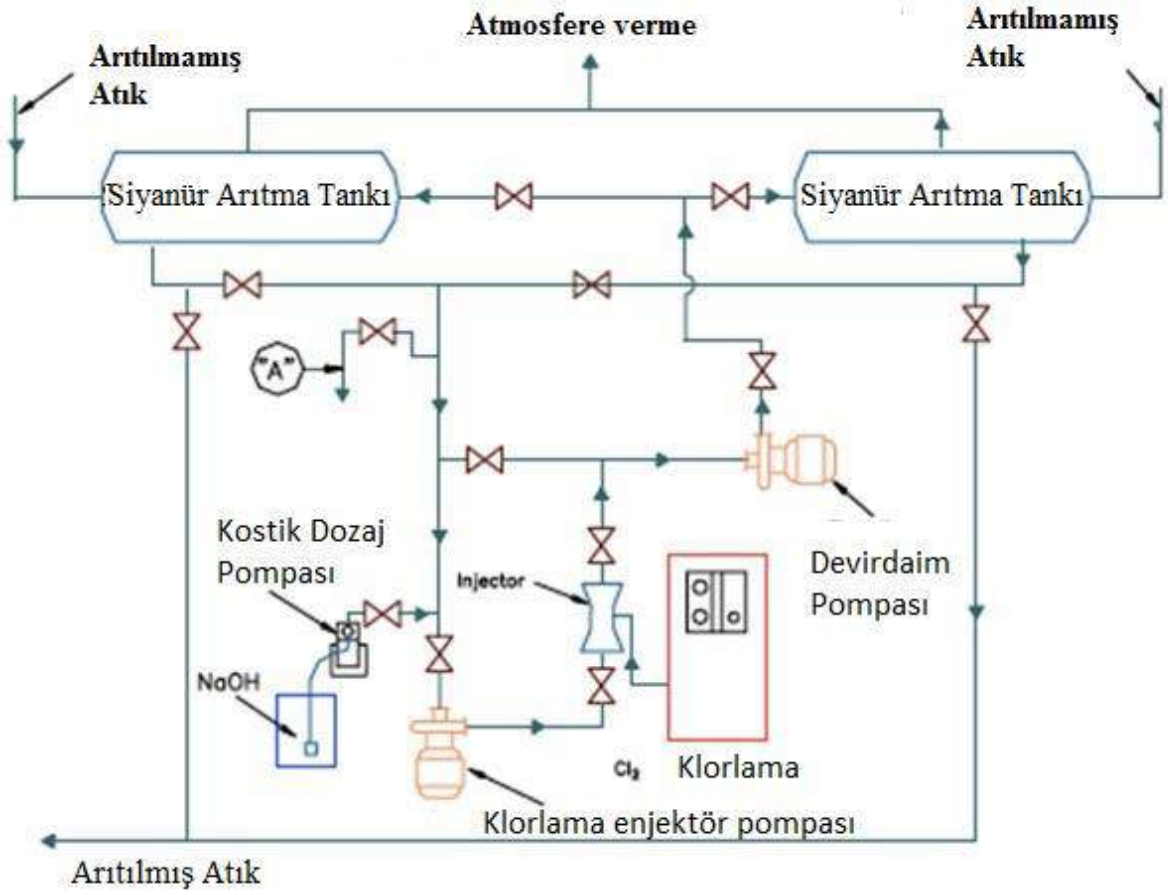 Atmosfere verme
Arıtılmamış
Atık
Arıtılmamış
Atık
Siyanür Arıtma Tankı
Siyanür Arıtma Tankı
"A"
Kostik Dozaj
Pompası
Injector
Devirdaim
Pompası
NaOH
Cl₂
Klorlama
Klorlama enjektör pompası
Arıtılmış Atık